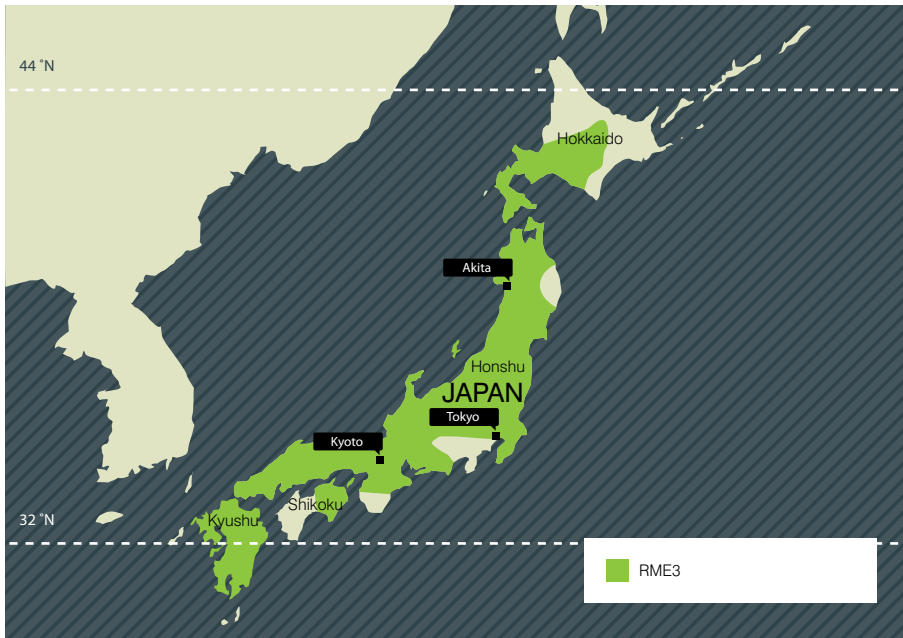 44 °N
Hokkaido
Akita
Honshu
JAPAN
Tokyo
Kyoto
Shikoku
Kyushu
32 °N
RME3